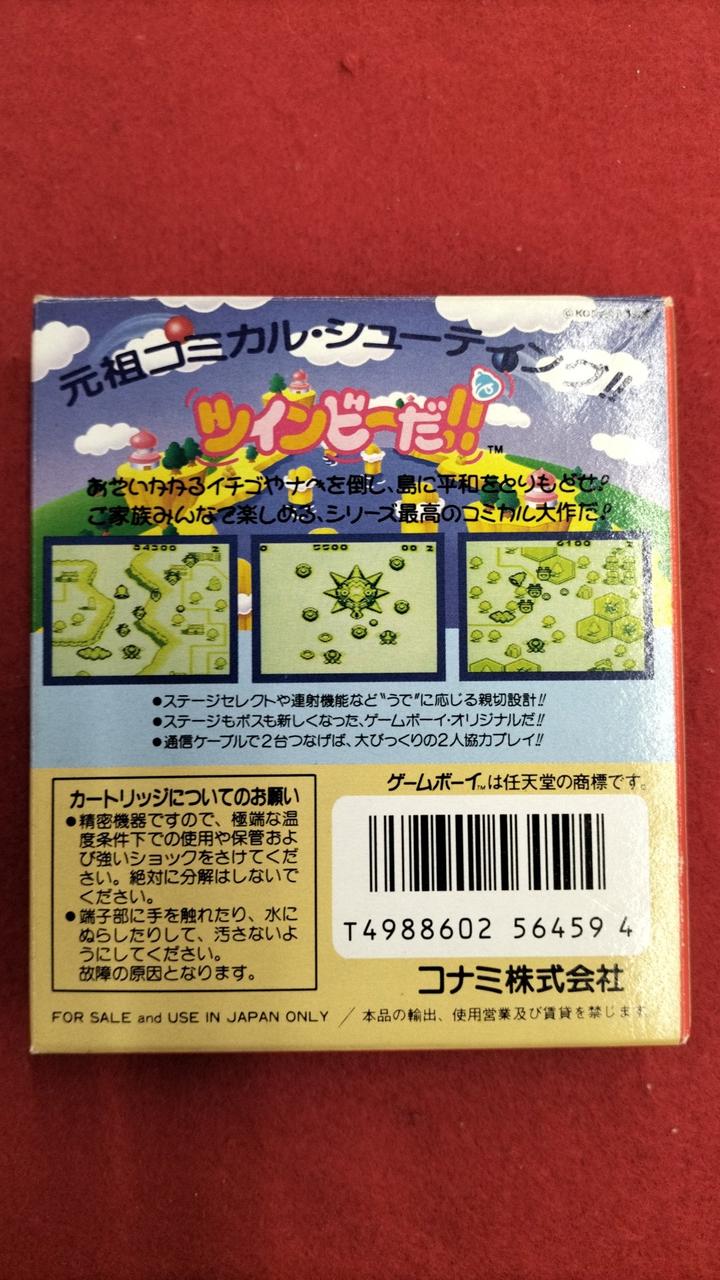 © KONAMI
元祖コミカル・シューティング!!
ツインビーだ!! ™
おそいかかるイチゴやナベを倒し、島に平和をとりもどせ!
ご家族みんなで楽しめる、シリーズ最高のコミカル大作だ!
●ステージセレクトや連射機能など"うで"に応じる親切設計!!
●ステージもボスも新しくなった、ゲームボーイ・オリジナルだ!!
●通信ケーブルで2台つなげば、大びっくりの2人協力プレイ!!
カートリッジについてのお願い
●精密機器ですので、極端な温
度条件下での使用や保管およ
び強いショックをさけてくだ
さい。絶対に分解はしないで
ください。
●端子部に手を触れたり、水に
ぬらしたりして、汚さないよ
うにしてください。
故障の原因となります。
ゲームボーイ™は任天堂の商標です。
T4988602 56459 4
コナミ株式会社
FOR SALE and USE IN JAPAN ONLY / 本品の輸出、使用営業及び賃貸を禁じます。